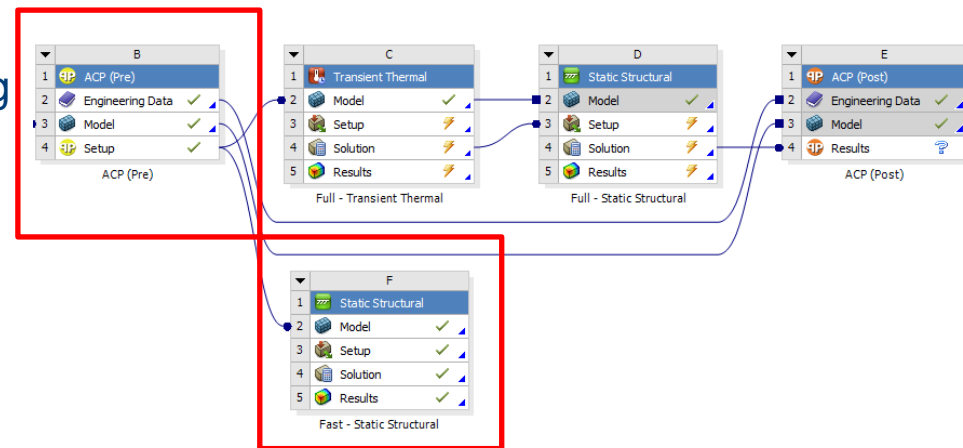 g
B
1 ACP (Pre)
2 Engineering Data
3 Model
4 Setup
ACP (Pre)
C
1 Transient Thermal
2 Model
3 Setup
4 Solution
5 Results
Full - Transient Thermal
D
1 Static Structural
2 Model
3 Setup
4 Solution
5 Results
Full - Static Structural
E
1 ACP (Post)
2 Engineering Data
3 Model
4 Results ?
ACP (Post)
F
1 Static Structural
2 Model
3 Setup
4 Solution
5 Results
Fast - Static Structural